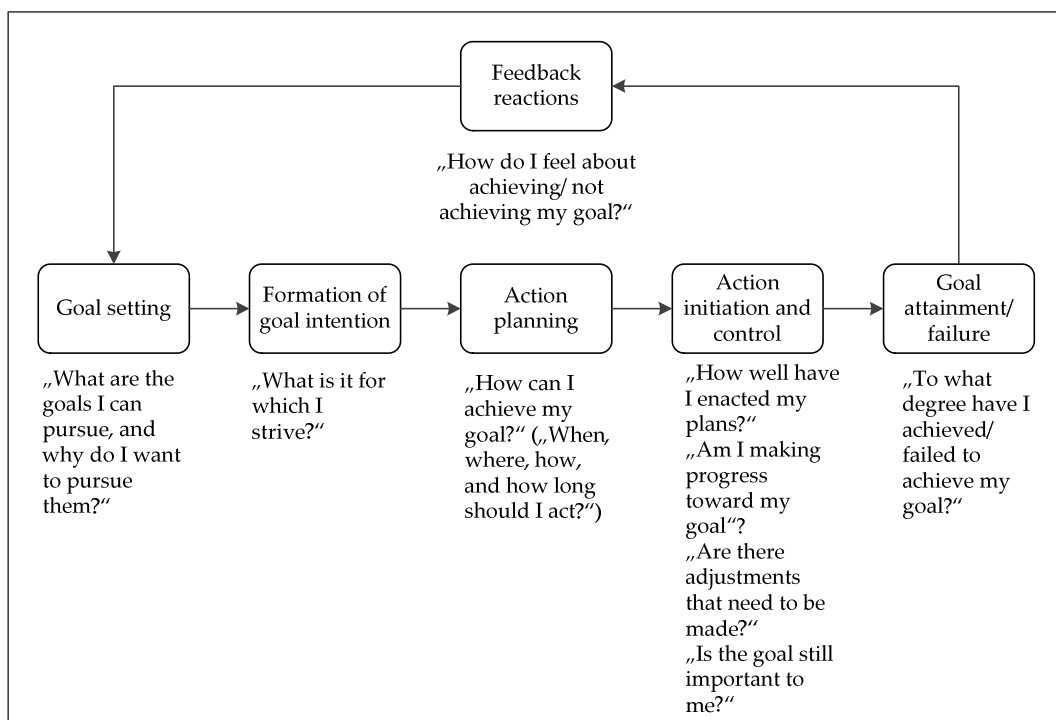 Feedback
reactions
„How do I feel about
achieving/ not
achieving my goal?“
Goal setting
„What are the
goals I can
pursue, and
why do I want
to pursue
them?“
Formation of
goal intention
„What is it for
which I
strive?“
Action
planning
„How can I
achieve my
goal?“ („When,
where, how,
and how long
should I act?“)
Action
initiation and
control
„How well have
I enacted my
plans?“
„Am I making
progress
toward my
goal“?
„Are there
adjustments
that need to be
made?“
„Is the goal still
important to
me?“
Goal
attainment/
failure
„To what
degree have I
achieved/
failed to
achieve my
goal?“